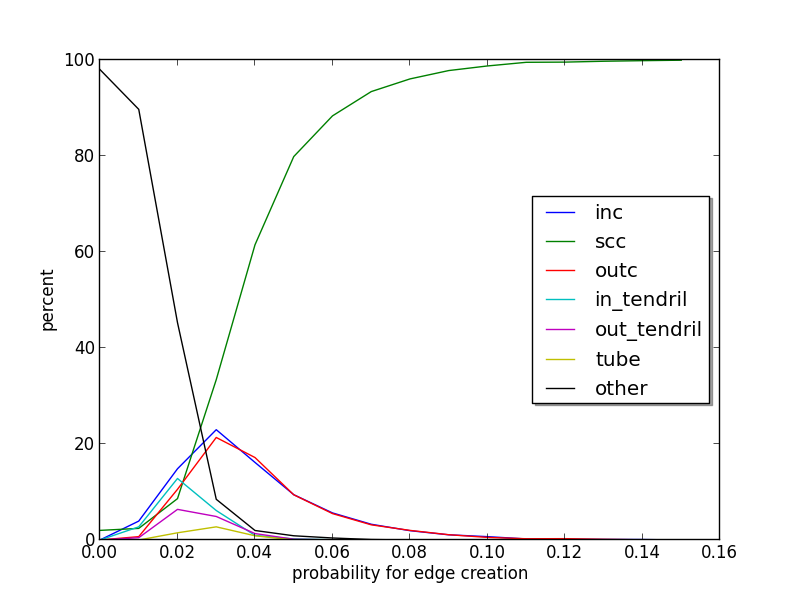 100
80
60
40
20
0
percent
inc
scc
outc
in_tendril
out_tendril
tube
other
0.00 0.02 0.04 0.06 0.08 0.10 0.12 0.14 0.16
probability for edge creation